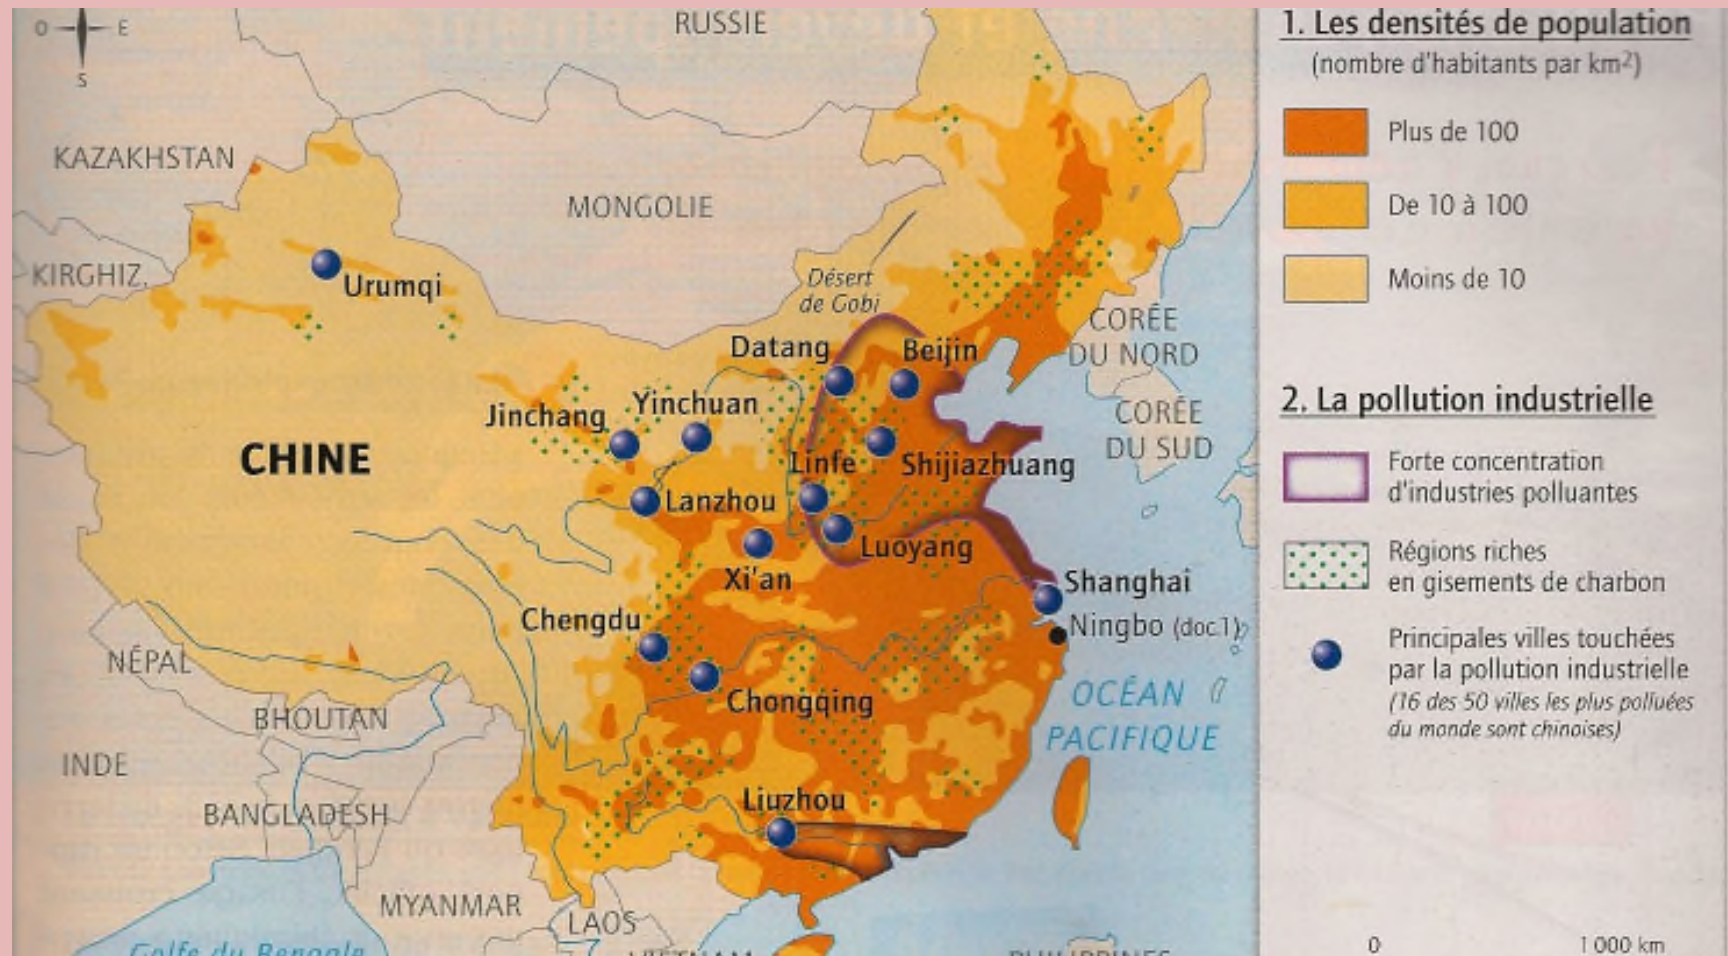 O E
S
RUSSIE
KAZAKHSTAN
MONGOLIE
KIRGHIZ.
Urumqi
Désert
de Gobi
CORÉE
DU NORD
Datang
Beijin
CORÉE
DU SUD
Jinchang
Yinchuan
CHINE
Linfe
Shijiazhuang
Lanzhou
Luoyang
Xi'an
Shanghai
Chengdu
Ningbo (doc.1)
NÉPAL
Chongqing
OCÉAN
PACIFIQUE
BHOUTAN
INDE
BANGLADESH
Liuzhou
MYANMAR
LAOS
Golfe du Bengale
VIETNAM
PHILIPPINES
1. Les densités de population
(nombre d'habitants par km²)
Plus de 100
De 10 à 100
Moins de 10
2. La pollution industrielle
Forte concentration
d'industries polluantes
Régions riches
en gisements de charbon
Principales villes touchées
par la pollution industrielle
(16 des 50 villes les plus polluées
du monde sont chinoises)
0 1 000 km